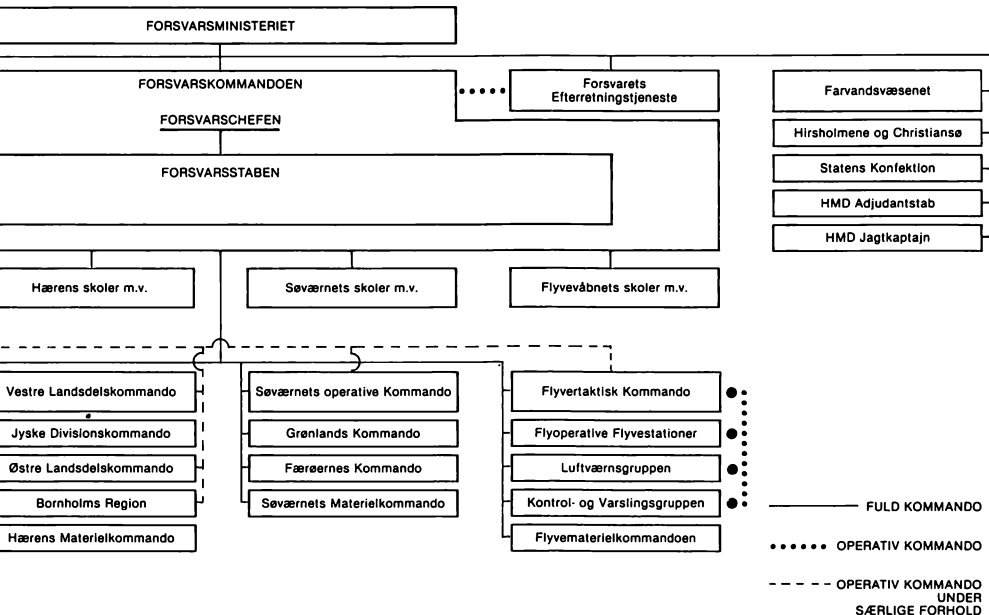 FORSVARSMINISTERIET
FORSVARSKOMMANDOEN
FORSVARSCHEFEN
FORSVARSSTABEN
Forsvarets
Efterretningstjeneste
Farvandsvæsenet
Hirsholmene og Christiansø
Statens Konfektion
HMD Adjudantstab
HMD Jagtkaptajn
Hærens skoler m.v.
Søværnets skoler m.v.
Flyvevåbnets skoler m.v.
Vestre Landsdelskommando
Jyske Divisionskommando
Østre Landsdelskommando
Bornholms Region
Hærens Materielkommando
Søværnets operative Kommando
Grønlands Kommando
Færøernes Kommando
Søværnets Materielkommando
Flyvertaktisk Kommando
Flyoperative Flyvestationer
Luftværnsgruppen
Kontrol- og Varslingsgruppen
Flyvematerielkommandoen
FULD KOMMANDO
OPERATIV KOMMANDO
OPERATIV KOMMANDO
UNDER
SÆRLIGE FORHOLD